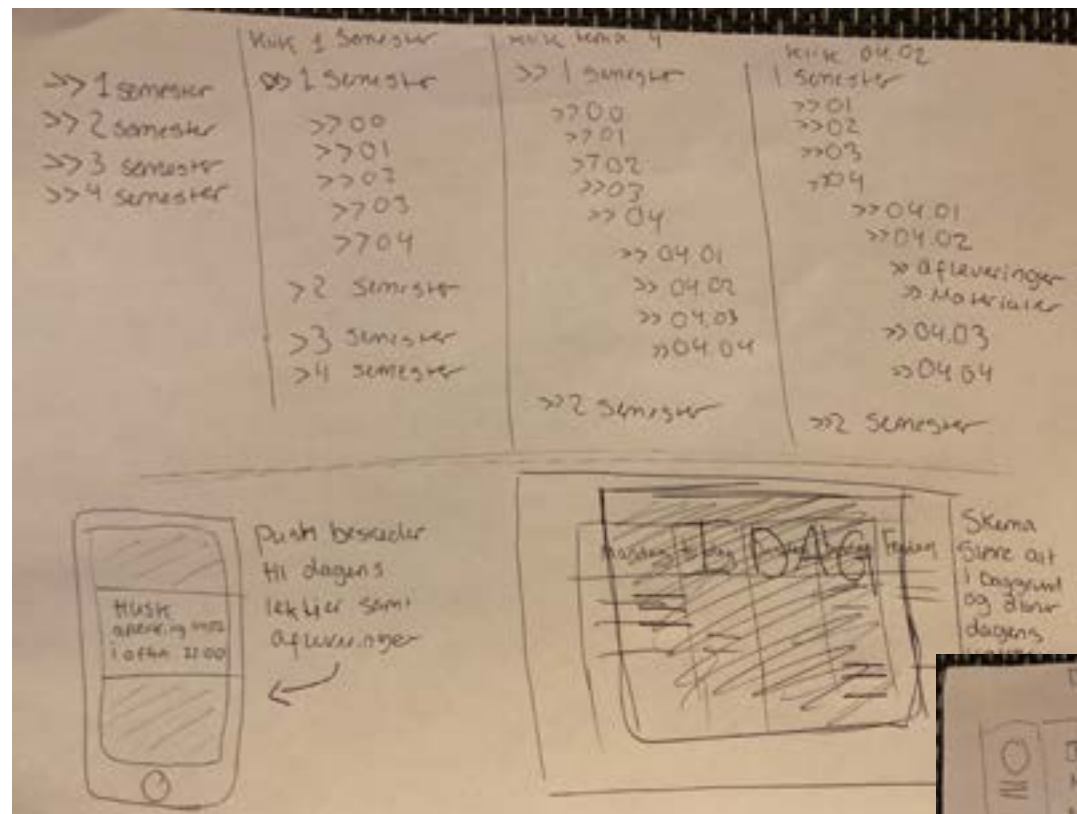 >> 1 semester
>> 2 semester
>> 3 semester
>> 4 semester
Klik 1 Semester
>> 1 semester
>> 00
>> 01
>> 02
>> 03
>> 04
> 2 semester
> 3 semester
> 4 semester
klik tema 4
>> 1 semester
>> 00
>> 01
>> 02
>> 03
>> 04
>> 04.01
>> 04.02
>> 04.03
>> 04.04
>> 2 semester
klik 04.02
1 semester
>> 01
>> 02
>> 03
>> 04
>> 04.01
>> 04.02
>> afleveringer
>> Materialer
>> 04.03
>> 04.04
>> 2 semester
HUSK
i aften
Push beskeder
til dagens
lektier samt
afleveringer
Mandag Fredag
I DAG
Skema
i Baggrund
og
dagens